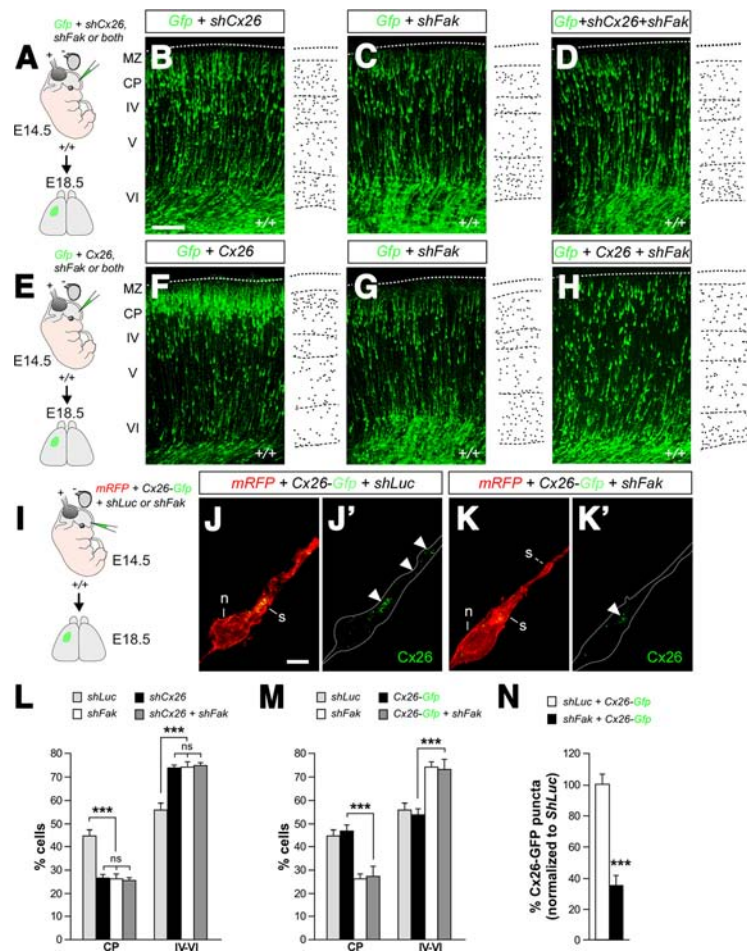 Gfp + shCx26,
shFak or both
A
+ -
E14.5
+/+
E18.5
Gfp + shCx26
B
MZ
CP
IV
V
VI
+/+
Gfp + shFak
C
+/+
Gfp+shCx26+shFak
D
+/+
Gfp + Cx26,
shFak or both
E
+ -
E14.5
+/+
E18.5
Gfp + Cx26
F
MZ
CP
IV
V
VI
+/+
Gfp + shFak
G
+/+
Gfp + Cx26 + shFak
H
+/+
mRFP + Cx26-Gfp
+ shLuc or shFak
I
+ -
E14.5
+/+
E18.5
mRFP + Cx26-Gfp + shLuc
J
n
s
J'
Cx26
mRFP + Cx26-Gfp + shFak
K
s
n
s
K'
Cx26
L
shLuc shCx26
shFak shCx26 + shFak
80
70
60
50
40
30
20
10
0
% cells
***
ns
***
ns
CP IV-VI
M
shLuc Cx26-Gfp
shFak Cx26-Gfp + shFak
80
70
60
50
40
30
20
10
0
% cells
***
***
CP IV-VI
N
shLuc + Cx26-Gfp
shFak + Cx26-Gfp
% Cx26-GFP puncta
(normalized to ShLuc)
120
100
80
60
40
20
0
***